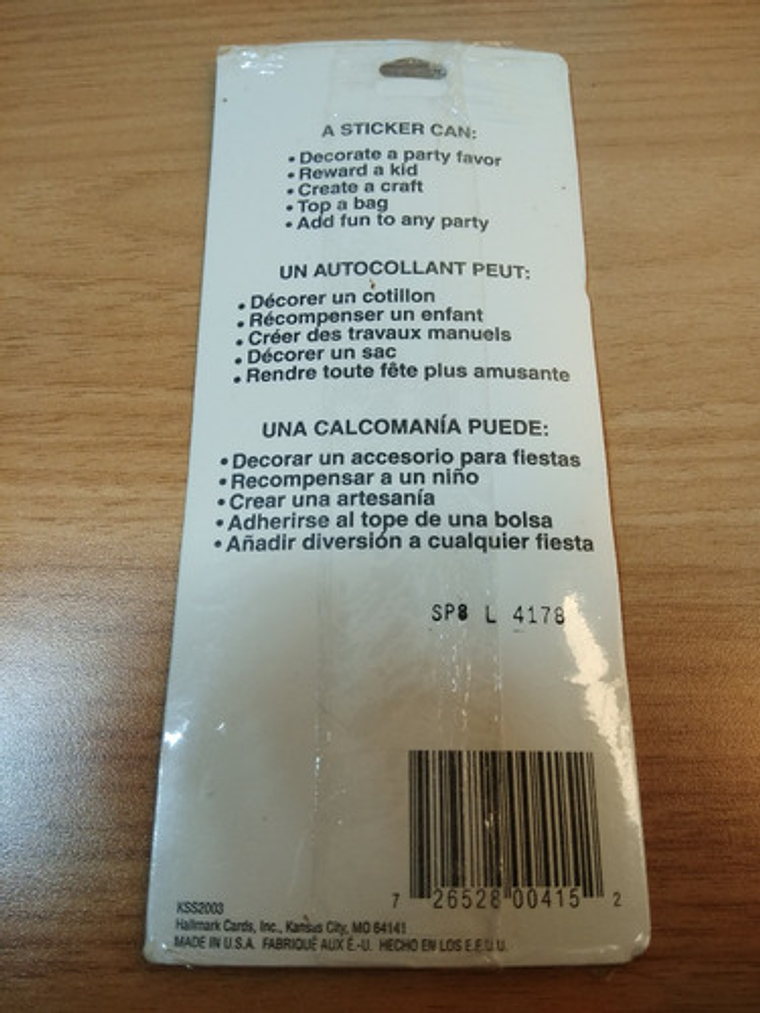 A STICKER CAN:
• Decorate a party favor
• Reward a kid
• Create a craft
• Top a bag
• Add fun to any party
UN AUTOCOLLANT PEUT:
• Décorer un cotillon
• Récompenser un enfant
• Créer des travaux manuels
• Décorer un sac
• Rendre toute fête plus amusante
UNA CALCOMANÍA PUEDE:
• Decorar un accesorio para fiestas
• Recompensar a un niño
• Crear una artesanía
• Adherirse al tope de una bolsa
• Añadir diversión a cualquier fiesta
SP8 L 4178
7 26528 00415 2
KSS2003
Hallmark Cards, Inc., Kansas City, MO 64141
MADE IN U.S.A. FABRIQUÉ AUX É.-U. HECHO EN LOS E.E.U.U.